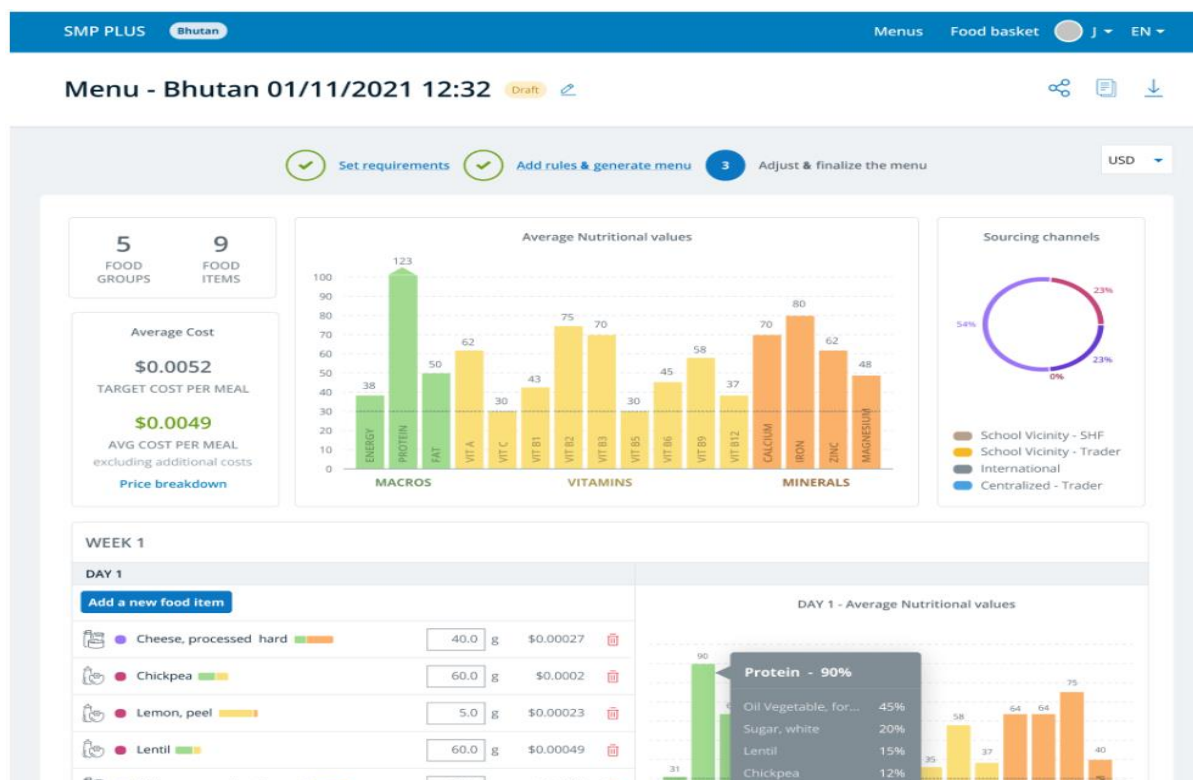 SMP PLUS Bhutan Menus Food basket J EN
Menu - Bhutan 01/11/2021 12:32 Draft
Set requirements Add rules & generate menu 3 Adjust & finalize the menu USD
5 9
FOOD GROUPS FOOD ITEMS
Average Cost
$0.0052
TARGET COST PER MEAL
$0.0049
AVG COST PER MEAL
excluding additional costs
Price breakdown
Average Nutritional values
100
90
80
70
60
50
40
30
20
10
0
38 123 50 62 30 43 75 70 30 45 58 37 70 80 62 48
ENERGY PROTEIN FAT VIT A VIT C VIT B1 VIT B2 VIT B3 VIT B5 VIT B6 VIT B9 VIT B12 CALCIUM IRON ZINC MAGNESIUM
MACROS VITAMINS MINERALS
Sourcing channels
23%
54%
23%
0%
School Vicinity - SHF
School Vicinity - Trader
International
Centralized - Trader
WEEK 1
DAY 1
Add a new food item
Cheese, processed hard 40.0 g $0.00027
Chickpea 60.0 g $0.0002
Lemon, peel 5.0 g $0.00023
Lentil 60.0 g $0.00049
DAY 1 - Average Nutritional values
90
31
Protein - 90%
Oil Vegetable, for... 45%
Sugar, white 20%
Lentil 15%
Chickpea 12%
35 58 37 64 64 75 40